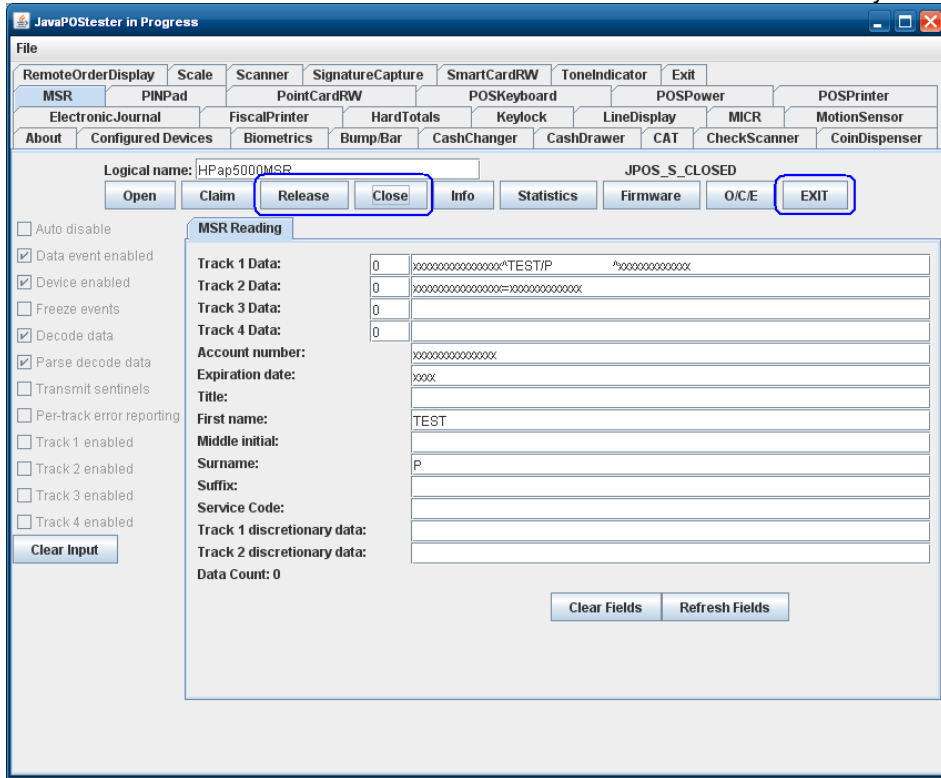 JavaPOStester in Progress
File
RemoteOrderDisplay Scale Scanner SignatureCapture SmartCardRW ToneIndicator Exit
MSR PINPad PointCardRW POSKeyboard POSPower POSPrinter
ElectronicJournal FiscalPrinter HardTotals Keylock LineDisplay MICR MotionSensor
About Configured Devices Biometrics Bump/Bar CashChanger CashDrawer CAT CheckScanner CoinDispenser
Logical name: HPap5000MSR JPOS_S_CLOSED
Open Claim Release Close Info Statistics Firmware O/C/E EXIT
Auto disable
Data event enabled
Device enabled
Freeze events
Decode data
Parse decode data
Transmit sentinels
Per-track error reporting
Track 1 enabled
Track 2 enabled
Track 3 enabled
Track 4 enabled
Clear Input
MSR Reading
Track 1 Data: 0 xxxxxxxxxxxxxxxx^TEST/P ^xxxxxxxxxxxxx
Track 2 Data: 0 xxxxxxxxxxxxxxxx=xxxxxxxxxxxxx
Track 3 Data: 0
Track 4 Data: 0
Account number: xxxxxxxxxxxxxxx
Expiration date: xxxx
Title:
First name: TEST
Middle initial:
Surname: P
Suffix:
Service Code:
Track 1 discretionary data:
Track 2 discretionary data:
Data Count: 0
Clear Fields Refresh Fields